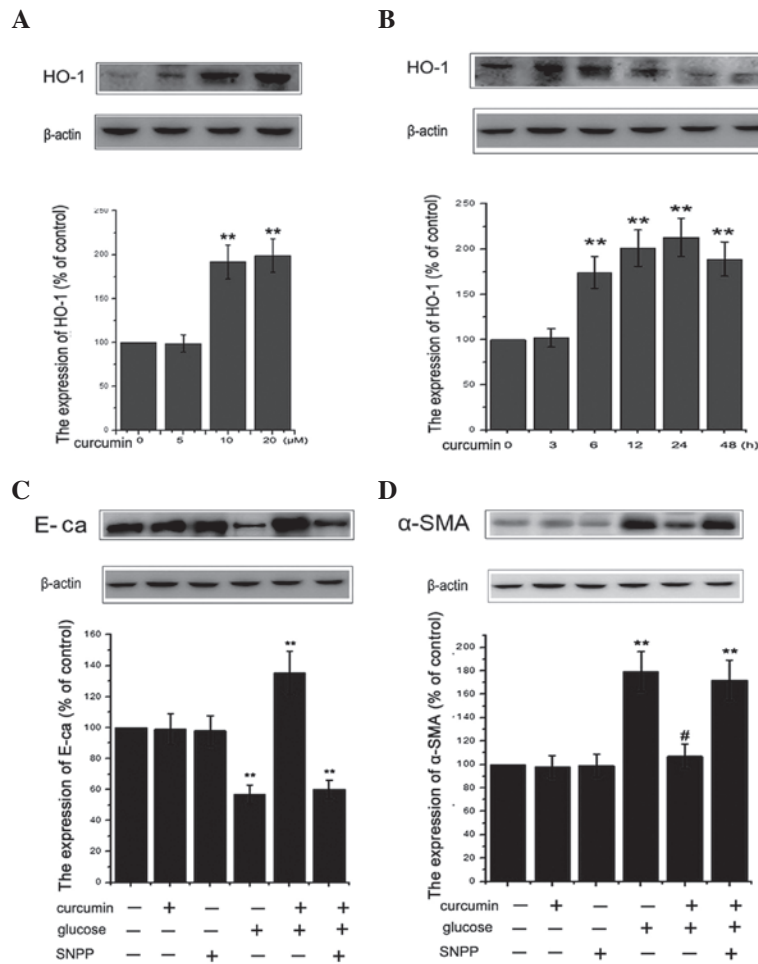 A
HO-1
β-actin
The expression of HO-1 (% of control)
250
200
150
100
50
0
** **
curcumin 0 5 10 20 (μM)
B
HO-1
β-actin
The expression of HO-1 (% of control)
250
200
150
100
50
0
** ** ** **
curcumin 0 3 6 12 24 48 (h)
C
E-ca
β-actin
The expression of E-ca (% of control)
160
140
120
100
80
60
40
20
0
** ** **
curcumin – + – – + +
glucose – – – + + +
SNPP – – + – – +
D
α-SMA
β-actin
The expression of α-SMA (% of control)
200
180
160
140
120
100
80
60
40
20
0
** # **
curcumin – + – – + +
glucose – – – + + +
SNPP – – + – – +